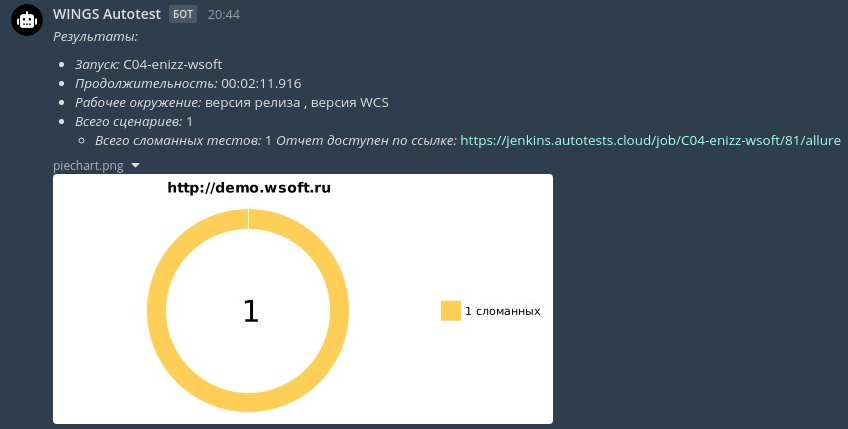 WINGS Autotest БОТ 20:44
Результаты:
Запуск: C04-enizz-wsoft
Продолжительность: 00:02:11.916
Рабочее окружение: версия релиза , версия WCS
Всего сценариев: 1
Всего сломанных тестов: 1 Отчет доступен по ссылке: https://jenkins.autotests.cloud/job/C04-enizz-wsoft/81/allure
piechart.png
http://demo.wsoft.ru
1
1 сломанных